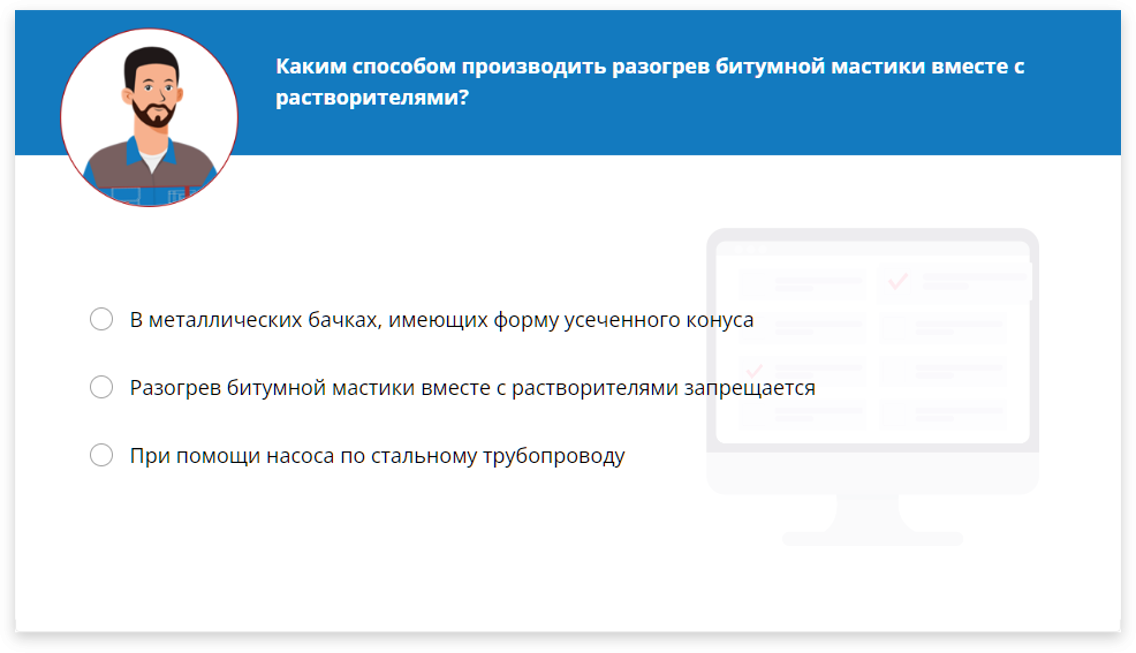 Каким способом производить разогрев битумной мастики вместе с
растворителями?
В металлических бачках, имеющих форму усеченного конуса
Разогрев битумной мастики вместе с растворителями запрещается
При помощи насоса по стальному трубопроводу